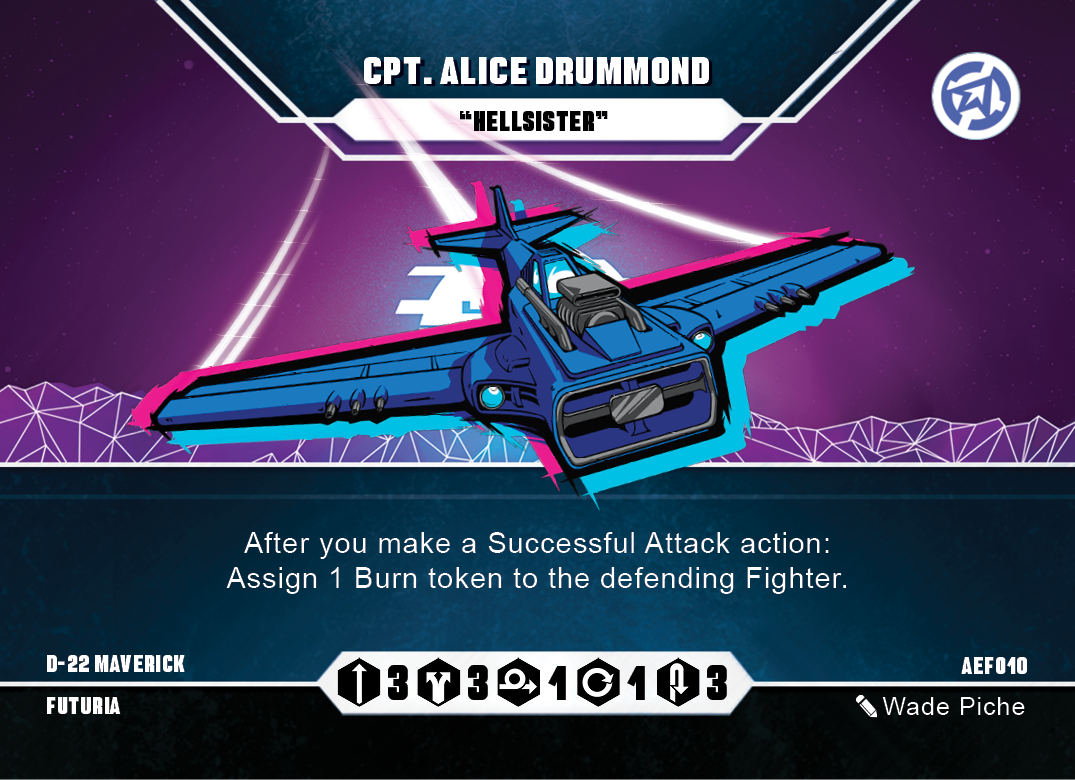 CPT. ALICE DRUMMOND
“HELLSISTER”
After you make a Successful Attack action:
Assign 1 Burn token to the defending Fighter.
D-22 MAVERICK
AEF010
3 3 1 1 3
FUTURIA
Wade Piche